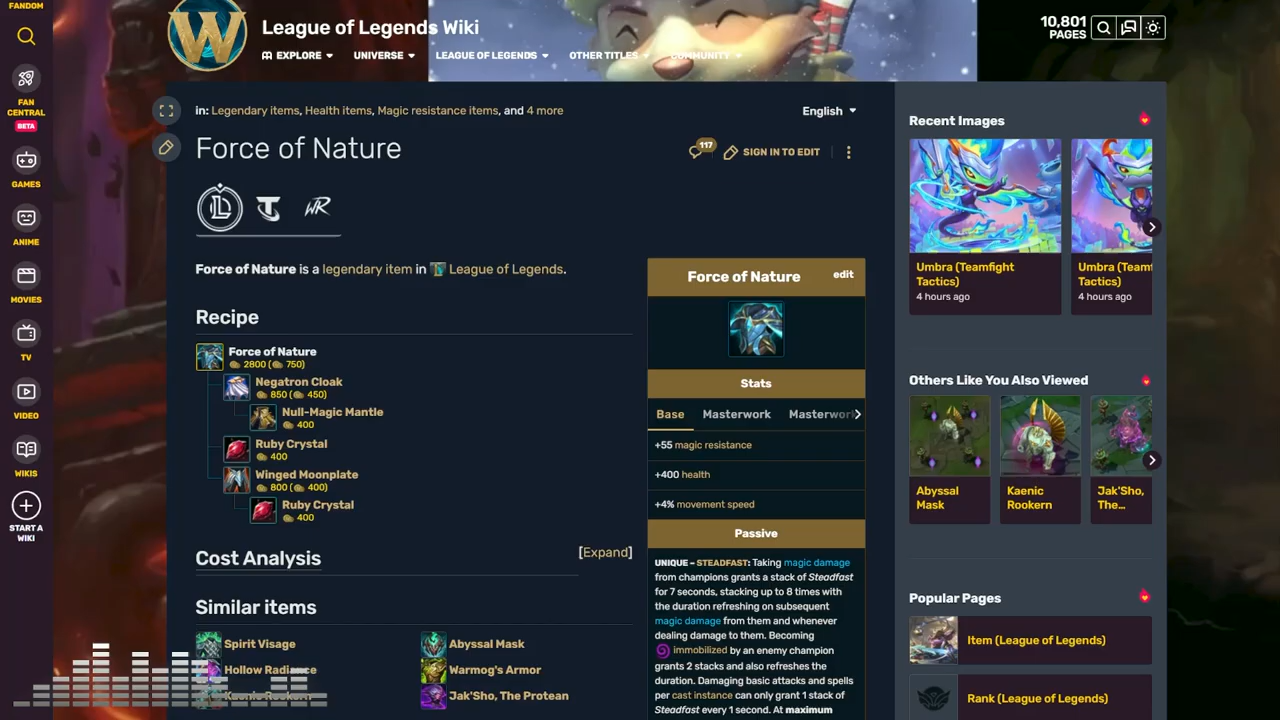 FANDOM
FAN
CENTRAL
BETA
GAMES
ANIME
MOVIES
TV
VIDEO
WIKIS
START A
WIKI
W
League of Legends Wiki
EXPLORE
UNIVERSE
LEAGUE OF LEGENDS
OTHER TITLES
COMMUNITY
10,801
PAGES
in: Legendary items, Health items, Magic resistance items, and 4 more
English
Force of Nature
117
SIGN IN TO EDIT
WR
Force of Nature is a legendary item in League of Legends.
Recipe
Force of Nature
2800 ( 750)
Negatron Cloak
850 ( 450)
Null-Magic Mantle
400
Ruby Crystal
400
Winged Moonplate
800 ( 400)
Ruby Crystal
400
Cost Analysis
[Expand]
Similar items
Spirit Visage
Abyssal Mask
Hollow Radiance
Warmog's Armor
Kaenic Rookern
Jak'Sho, The Protean
Force of Nature
edit
Stats
Base
Masterwork
Masterwor
+55 magic resistance
+400 health
+4% movement speed
Passive
UNIQUE – STEADFAST: Taking magic damage
from champions grants a stack of Steadfast
for 7 seconds, stacking up to 8 times with
the duration refreshing on subsequent
magic damage from them and whenever
dealing damage to them. Becoming
immobilized by an enemy champion
grants 2 stacks and also refreshes the
duration. Damaging basic attacks and spells
per cast instance can only grant 1 stack of
Steadfast every 1 second. At maximum
Recent Images
Umbra (Teamfight
Tactics)
4 hours ago
Umbra (Team
Tactics)
4 hours ago
Others Like You Also Viewed
Abyssal
Mask
Kaenic
Rookern
Jak'Sho,
The...
Popular Pages
Item (League of Legends)
Rank (League of Legends)